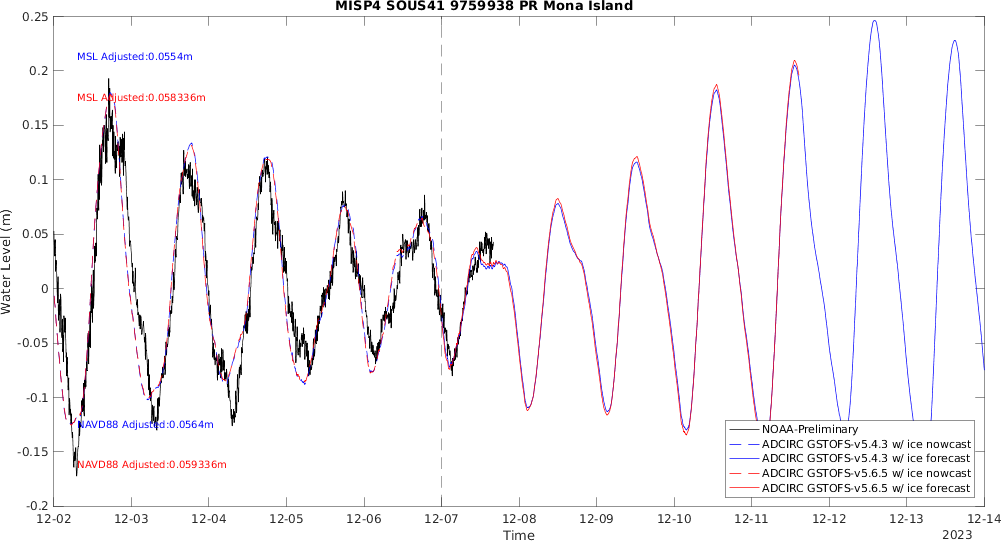 MISP4 SOUS41 9759938 PR Mona Island
0.25
0.2
0.15
0.1
0.05
0
-0.05
-0.1
-0.15
-0.2
Water Level (m)
MSL Adjusted:0.0554m
MSL Adjusted:0.058336m
NAVD88 Adjusted:0.0564m
NAVD88 Adjusted:0.059336m
NOAA-Preliminary
ADCIRC GSTOFS-v5.4.3 w/ ice nowcast
ADCIRC GSTOFS-v5.4.3 w/ ice forecast
ADCIRC GSTOFS-v5.6.5 w/ ice nowcast
ADCIRC GSTOFS-v5.6.5 w/ ice forecast
12-02 12-03 12-04 12-05 12-06 12-07 12-08 12-09 12-10 12-11 12-12 12-13 12-14
Time
2023